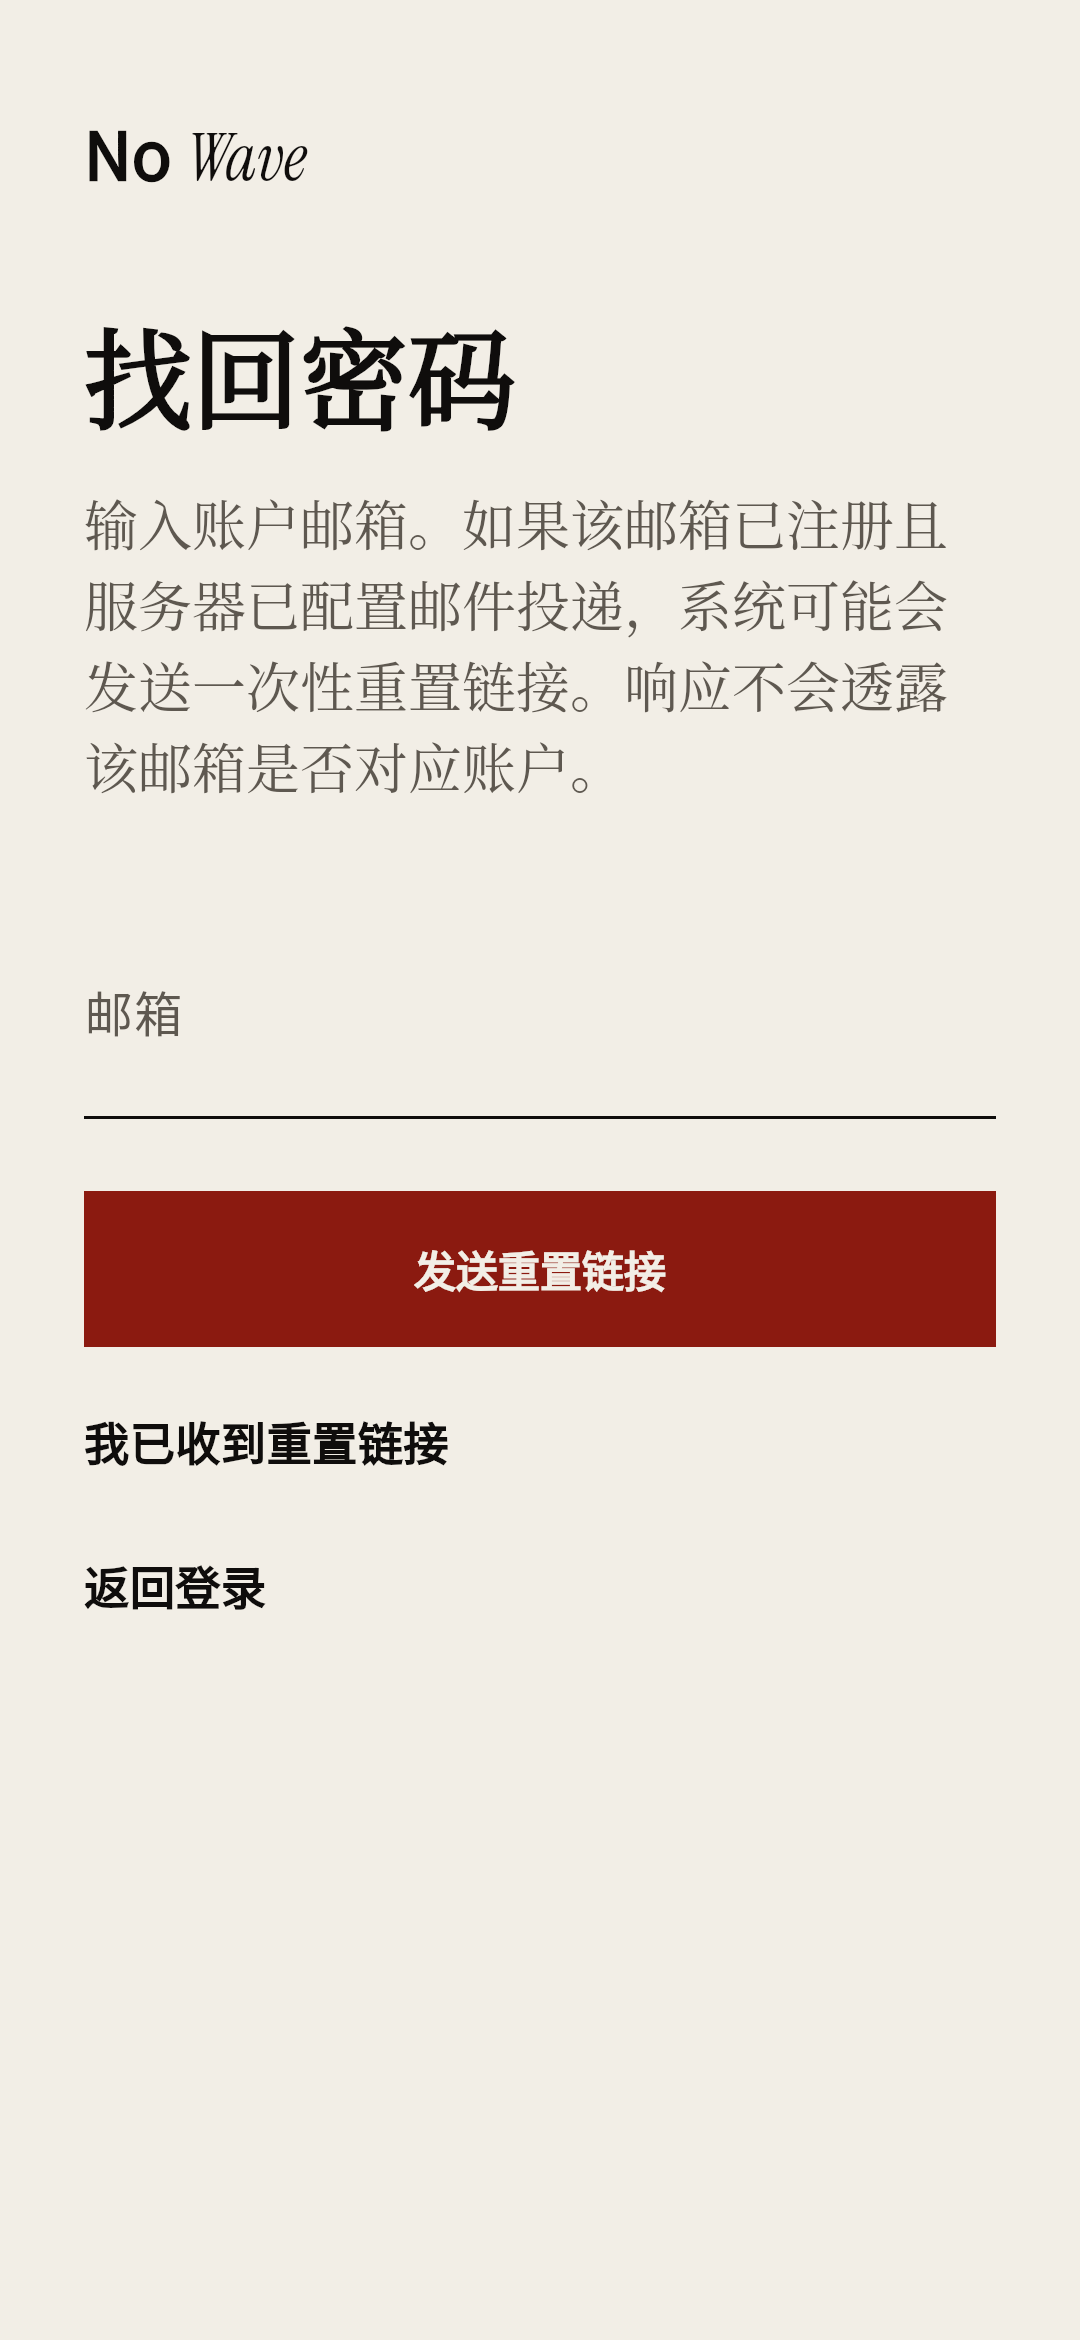 No Wave
找回密码
输入账户邮箱。如果该邮箱已注册且
服务器已配置邮件投递，系统可能会
发送一次性重置链接。响应不会透露
该邮箱是否对应账户。
邮箱
发送重置链接
我已收到重置链接
返回登录